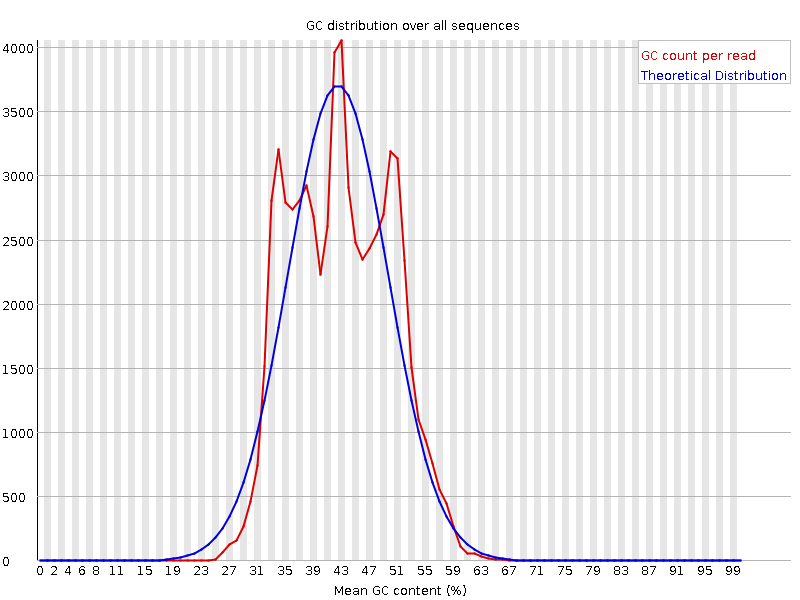 GC distribution over all sequences
GC count per read
Theoretical Distribution
4000
3500
3000
2500
2000
1500
1000
500
0
0 2 4 6 8 11 15 19 23 27 31 35 39 43 47 51 55 59 63 67 71 75 79 83 87 91 95 99
Mean GC content (%)